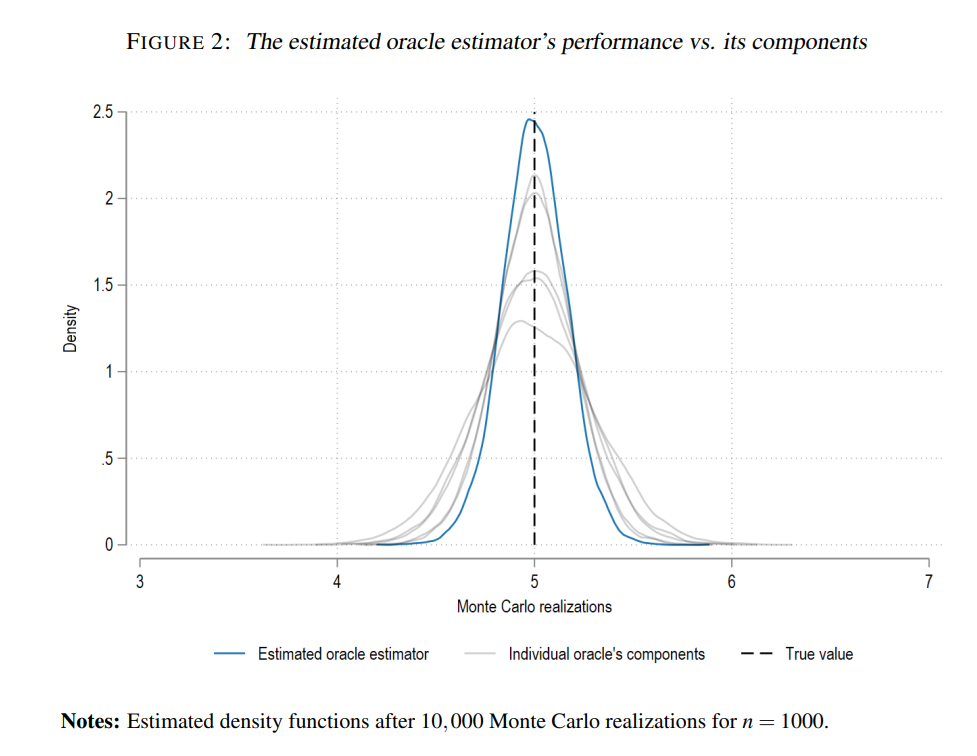 FIGURE 2: The estimated oracle estimator's performance vs. its components
2.5
2
1.5
1
.5
0
Density
3 4 5 6 7
Monte Carlo realizations
Estimated oracle estimator Individual oracle's components True value
Notes: Estimated density functions after 10,000 Monte Carlo realizations for n = 1000.